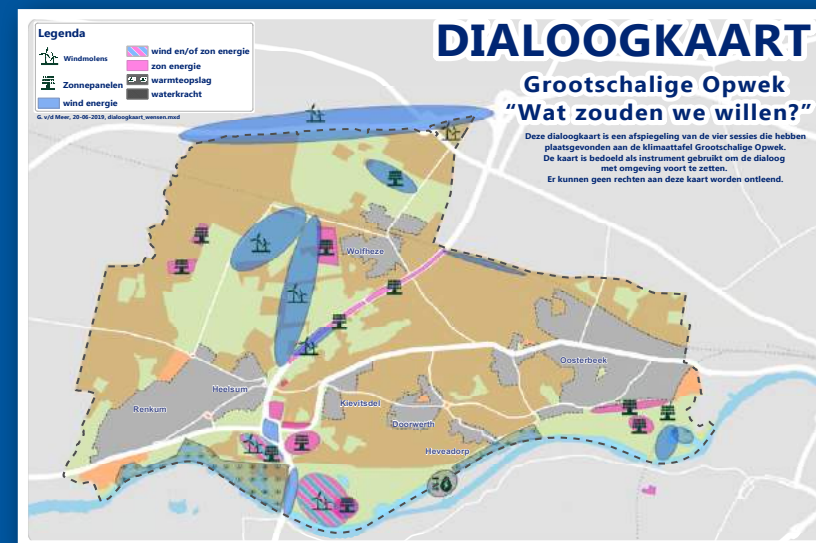 DIALOOGKAART
Grootschalige Opwek
“Wat zouden we willen?”
Deze dialoogkaart is een afspiegeling van de vier sessies die hebben
plaatsgevonden aan de klimaattafel Grootschalige Opwek.
De kaart is bedoeld als instrument gebruikt om de dialoog
met omgeving voort te zetten.
Er kunnen geen rechten aan deze kaart worden ontleend.
Legenda
Windmolens
Zonnepanelen
wind energie
wind en/of zon energie
zon energie
warmteopslag
waterkracht
G. v/d Meer, 20-06-2019, dialoogkaart_wensen.mxd
Wolfheze
Oosterbeek
Heelsum
Renkum
Kievitsdel
Doorwerth
Heveadorp